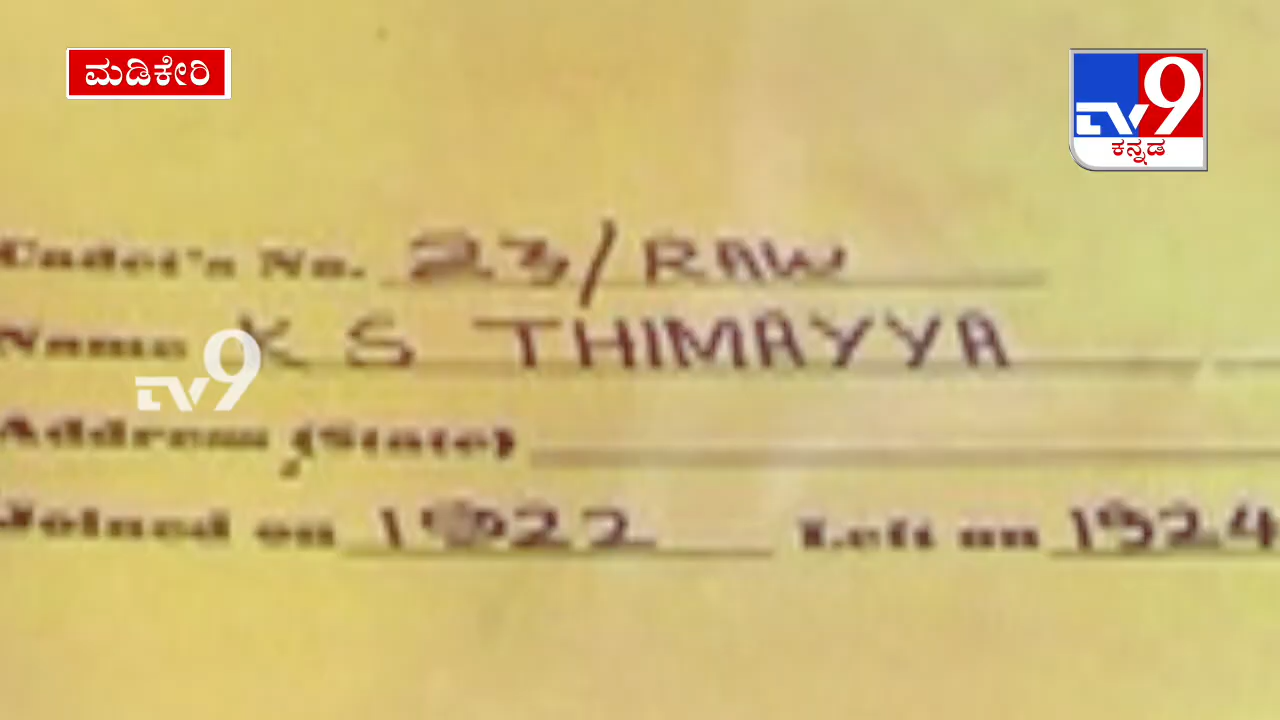 ಮಡಿಕೇರಿ
TV9
ಕನ್ನಡ
Cadet's No. 23/RAW
Name K S THIMAYYA
TV9
Address (State)
Joined on 1922 Left on 1924